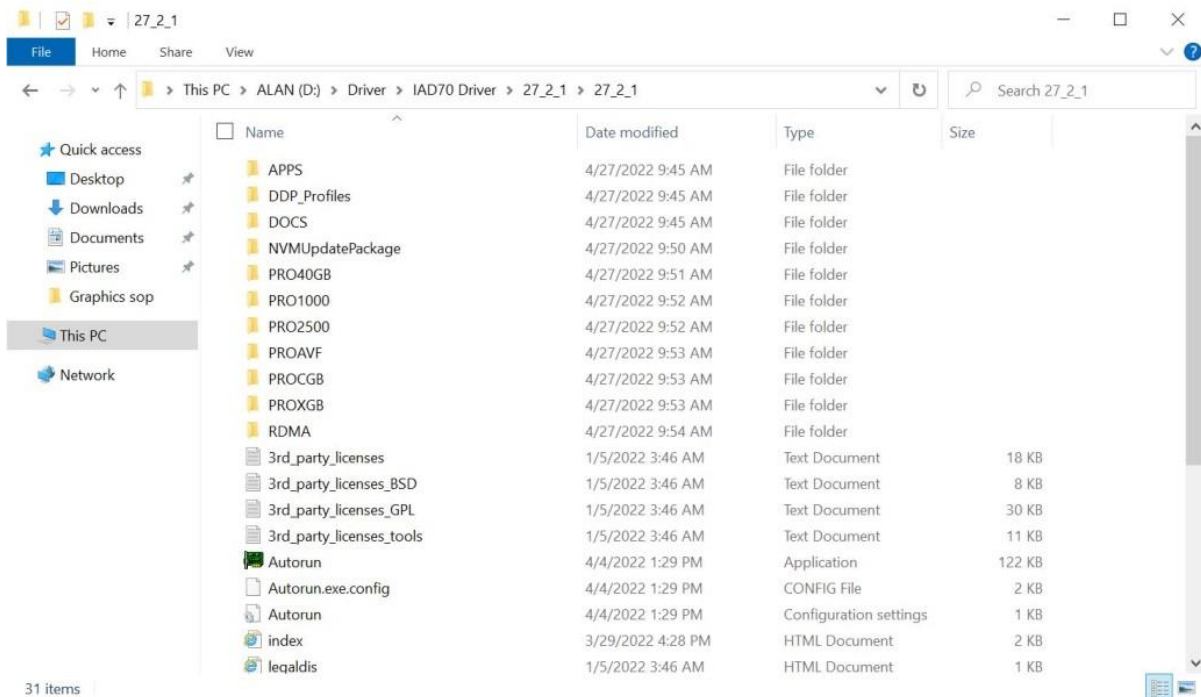 27_2_1
File Home Share View
This PC > ALAN (D:) > Driver > IAD70 Driver > 27_2_1 > 27_2_1
Search 27_2_1
Name Date modified Type Size
Quick access
Desktop
Downloads
Documents
Pictures
Graphics sop
This PC
Network
APPS 4/27/2022 9:45 AM File folder
DDP_Profiles 4/27/2022 9:45 AM File folder
DOCS 4/27/2022 9:45 AM File folder
NVMUpdatePackage 4/27/2022 9:50 AM File folder
PRO40GB 4/27/2022 9:51 AM File folder
PRO1000 4/27/2022 9:52 AM File folder
PRO2500 4/27/2022 9:52 AM File folder
PROAVF 4/27/2022 9:53 AM File folder
PROCGB 4/27/2022 9:53 AM File folder
PROXGB 4/27/2022 9:53 AM File folder
RDMA 4/27/2022 9:54 AM File folder
3rd_party_licenses 1/5/2022 3:46 AM Text Document 18 KB
3rd_party_licenses_BSD 1/5/2022 3:46 AM Text Document 8 KB
3rd_party_licenses_GPL 1/5/2022 3:46 AM Text Document 30 KB
3rd_party_licenses_tools 1/5/2022 3:46 AM Text Document 11 KB
Autorun 4/4/2022 1:29 PM Application 122 KB
Autorun.exe.config 4/4/2022 1:29 PM CONFIG File 2 KB
Autorun 4/4/2022 1:29 PM Configuration settings 1 KB
index 3/29/2022 4:28 PM HTML Document 2 KB
legaldis 1/5/2022 3:46 AM HTML Document 1 KB
31 items